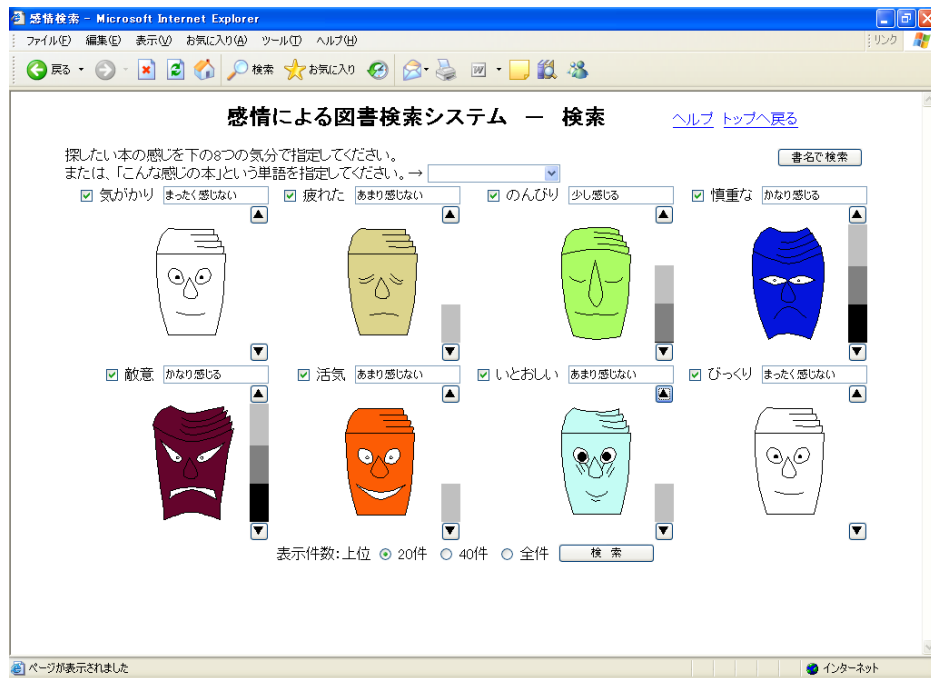 感情検索 - Microsoft Internet Explorer
ファイル(F) 編集(E) 表示(V) お気に入り(A) ツール(T) ヘルプ(H) リンク
戻る 検索 お気に入り
感情による図書検索システム － 検索 ヘルプ トップへ戻る
探したい本の感じを下の8つの気分で指定してください。 書名で検索
または、「こんな感じの本」という単語を指定してください。→
気がかり まったく感じない 疲れた あまり感じない のんびり 少し感じる 慎重な かなり感じる
敵意 かなり感じる 活気 あまり感じない いとおしい あまり感じない びっくり まったく感じない
表示件数:上位 20件 40件 全件 検 索
ページが表示されました インターネット